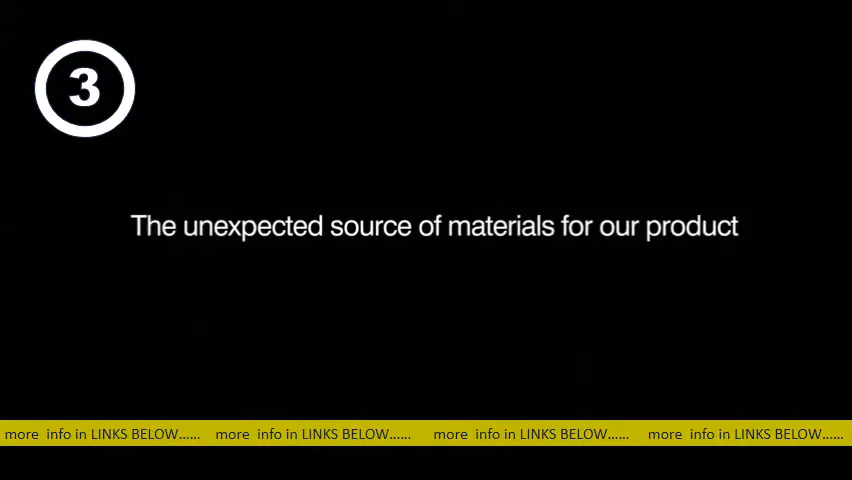 3
The unexpected source of materials for our product
more info in LINKS BELOW...... more info in LINKS BELOW...... more info in LINKS BELOW...... more info in LINKS BELOW......